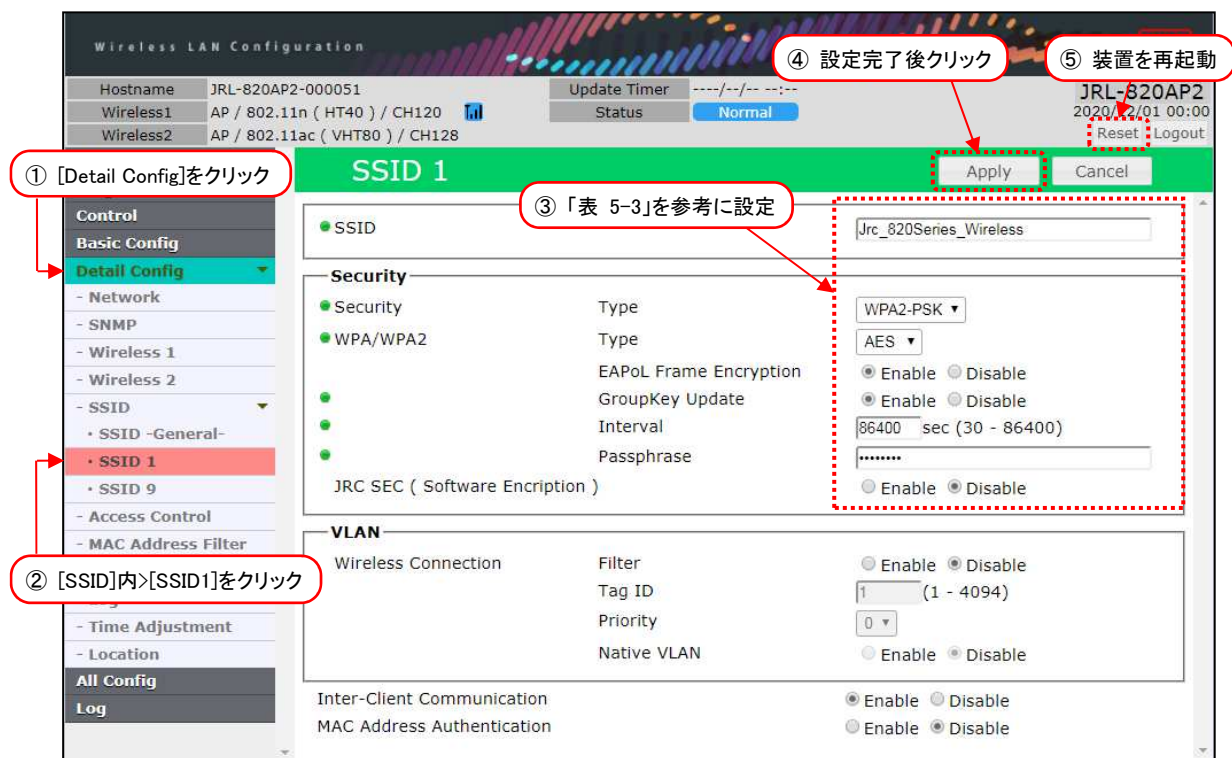 Wireless LAN Configuration
④ 設定完了後クリック
⑤ 装置を再起動
Hostname JRL-820AP2-000051 Update Timer ----/--/-- --:-- JRL-820AP2
Wireless1 AP / 802.11n ( HT40 ) / CH120 Status Normal 2020/12/01 00:00
Wireless2 AP / 802.11ac ( VHT80 ) / CH128 Reset Logout
① [Detail Config]をクリック
SSID 1 Apply Cancel
③ 「表 5-3」を参考に設定
Control
Basic Config
Detail Config
- Network
- SNMP
- Wireless 1
- Wireless 2
- SSID
・ SSID -General-
・ SSID 1
・ SSID 9
- Access Control
- MAC Address Filter
② [SSID]内>[SSID1]をクリック
- Time Adjustment
- Location
All Config
Log
SSID Jrc_820Series_Wireless
Security
Security Type WPA2-PSK
WPA/WPA2 Type AES
EAPoL Frame Encryption Enable Disable
GroupKey Update Enable Disable
Interval 86400 sec (30 - 86400)
Passphrase ••••••••
JRC SEC ( Software Encription ) Enable Disable
VLAN
Wireless Connection Filter Enable Disable
Tag ID 1 (1 - 4094)
Priority 0
Native VLAN Enable Disable
Inter-Client Communication Enable Disable
MAC Address Authentication Enable Disable